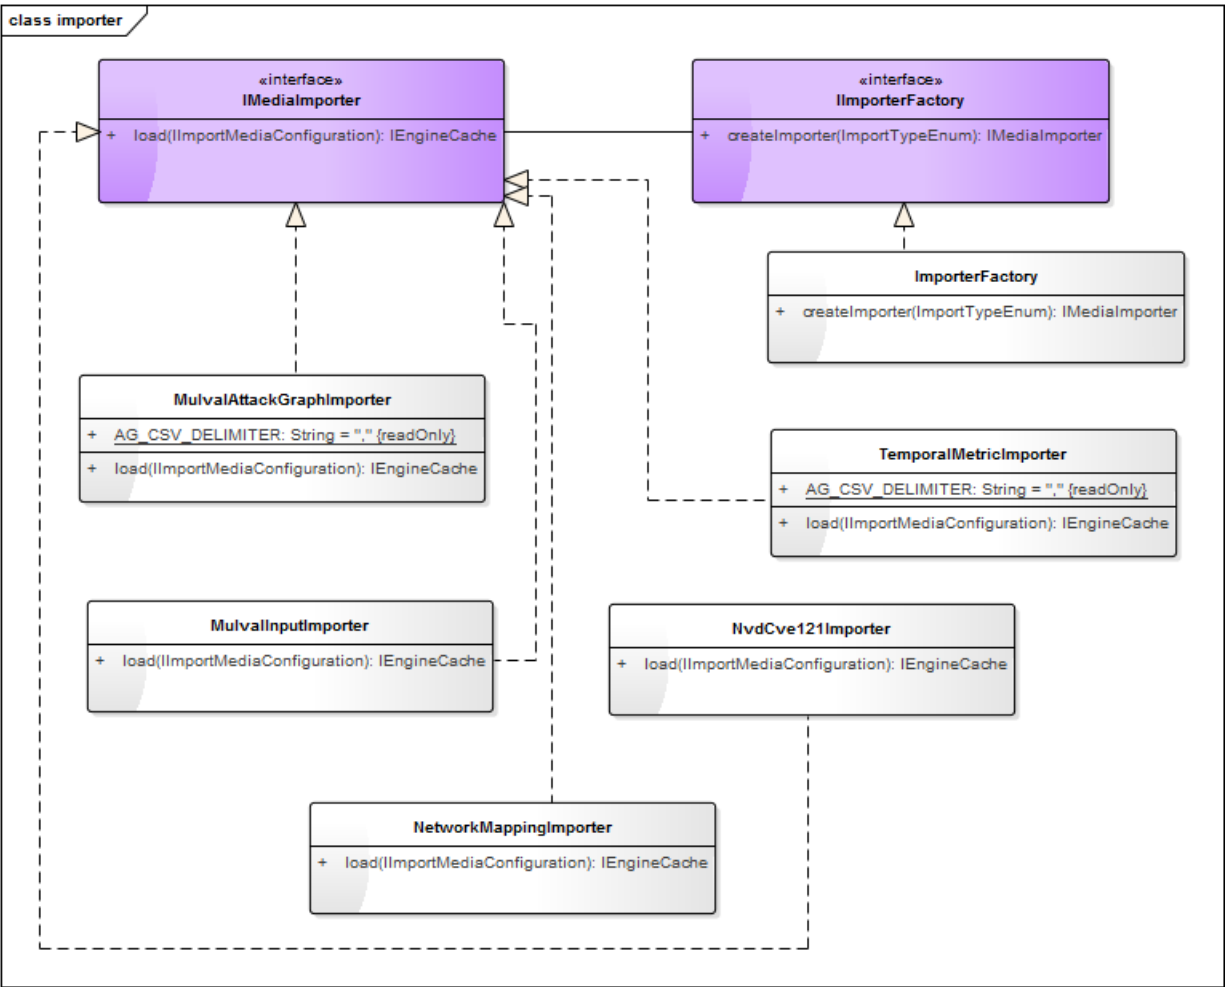 class importer
«interface»
IMediaImporter
+ load(IImportMediaConfiguration): IEngineCache
«interface»
IImporterFactory
+ createImporter(ImportTypeEnum): IMediaImporter
ImporterFactory
+ createImporter(ImportTypeEnum): IMediaImporter
MulvalAttackGraphImporter
+ AG_CSV_DELIMITER: String = "," {readOnly}
+ load(IImportMediaConfiguration): IEngineCache
TemporalMetricImporter
+ AG_CSV_DELIMITER: String = "," {readOnly}
+ load(IImportMediaConfiguration): IEngineCache
MulvalInputImporter
+ load(IImportMediaConfiguration): IEngineCache
NvdCve121Importer
+ load(IImportMediaConfiguration): IEngineCache
NetworkMappingImporter
+ load(IImportMediaConfiguration): IEngineCache